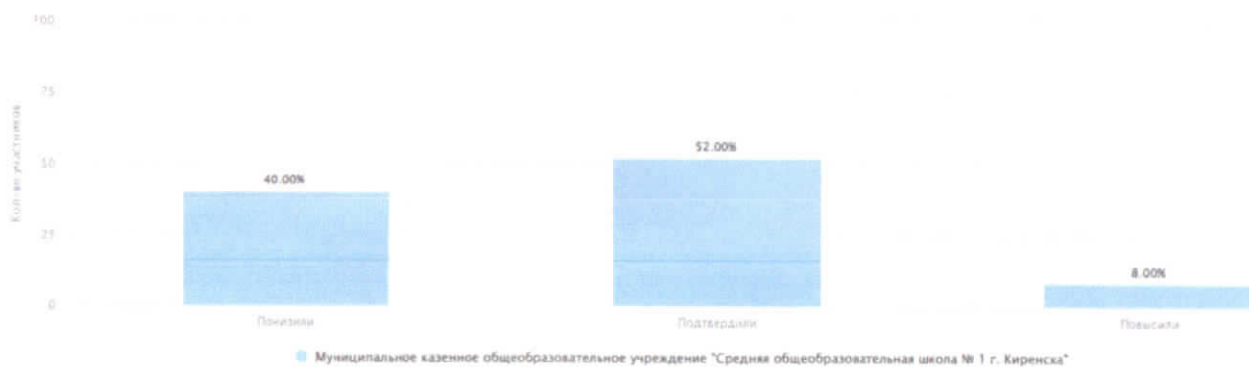 100
75
50
25
0
Кол-во участников
40.00%
52.00%
8.00%
Понизили
Подтвердили
Повысили
Муниципальное казенное общеобразовательное учреждение "Средняя общеобразовательная школа № 1 г. Киренска"